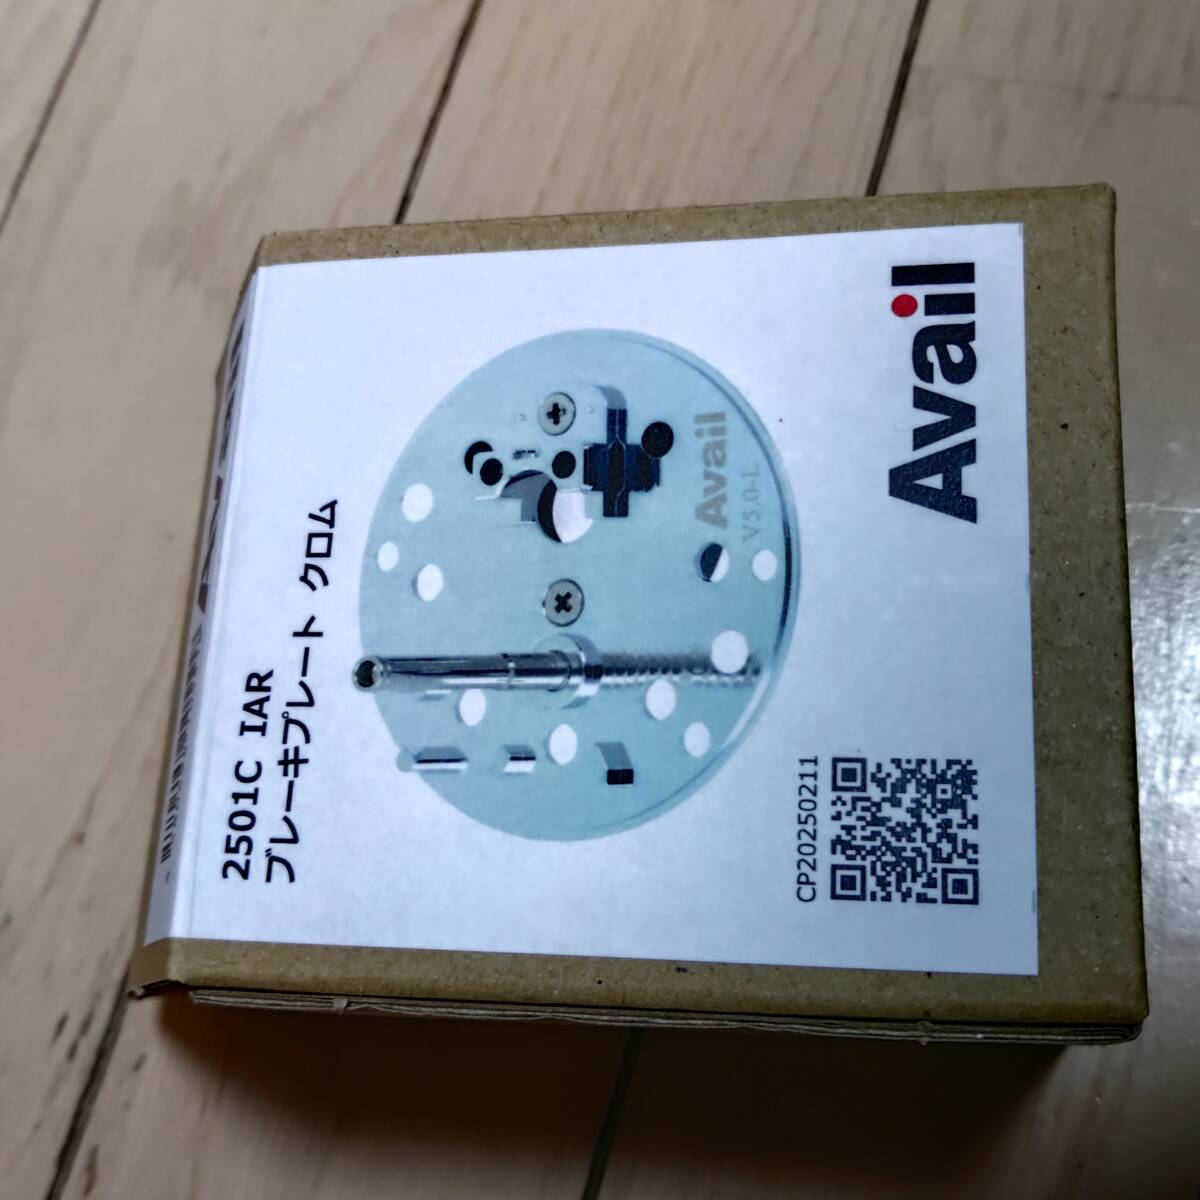 2501C IAR
ブレーキプレート クロム
Avail
V5.0-L
CP20250211
Avail